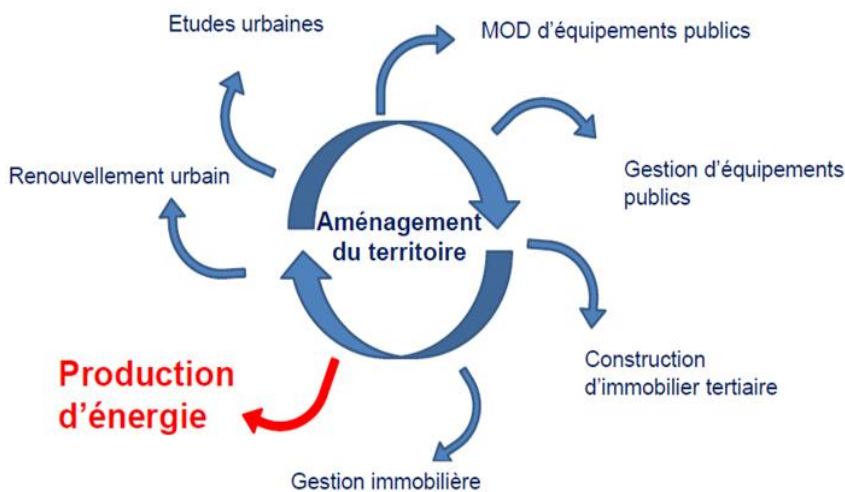 Etudes urbaines
MOD d'équipements publics
Gestion d'équipements
publics
Renouvellement urbain
Aménagement
du territoire
Construction
d'immobilier tertiaire
Production
d'énergie
Gestion immobilière